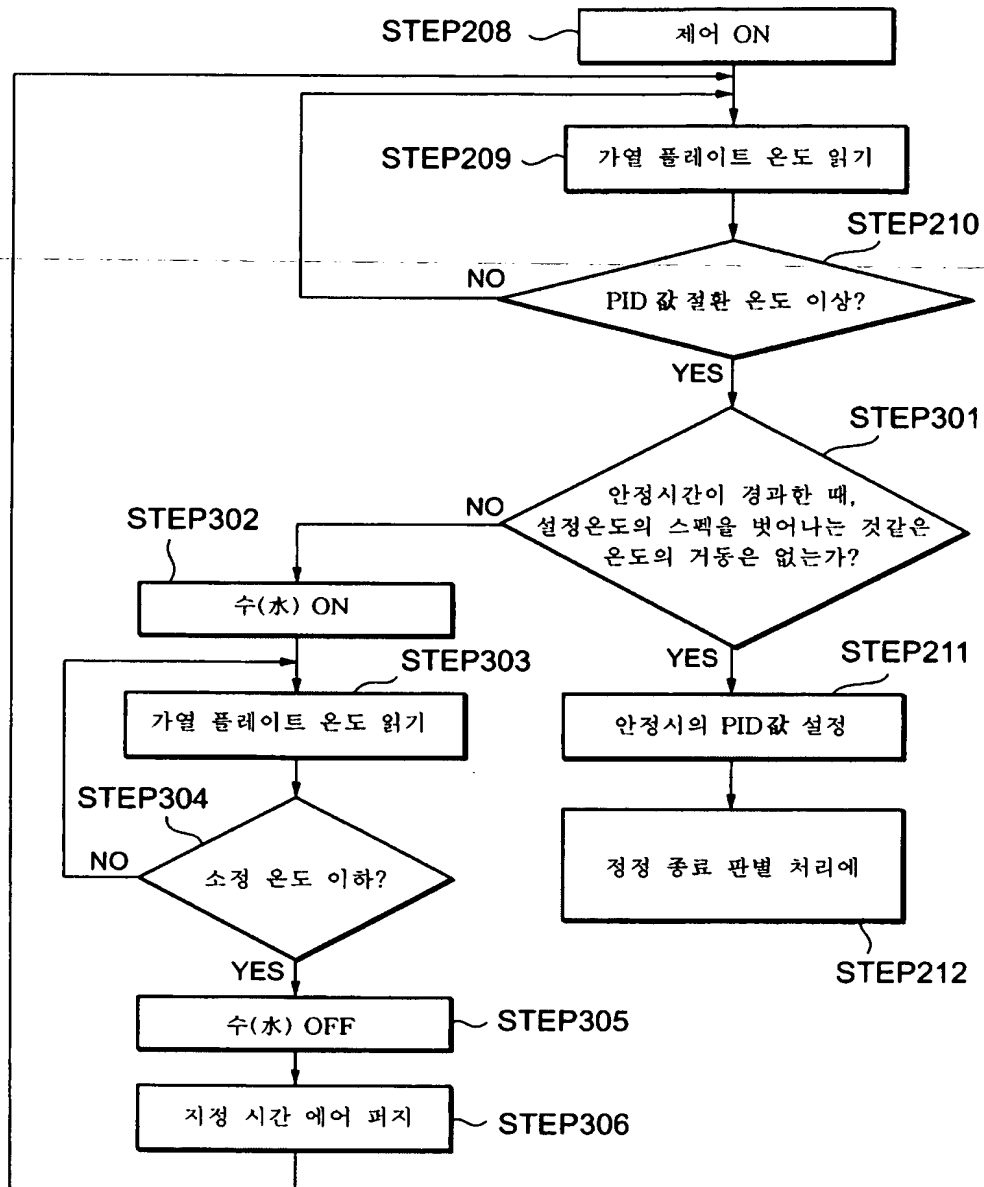 STEP208
제어 ON
STEP209
가열 플레이트 온도 읽기
STEP210
NO
PID 값 절환 온도 이상?
YES
STEP301
NO
안정시간이 경과한 때,
설정온도의 스펙을 벗어나는 것같은
온도의 거동은 없는가?
STEP302
수(水) ON
YES
STEP211
STEP303
가열 플레이트 온도 읽기
안정시의 PID값 설정
STEP304
NO
소정 온도 이하?
정정 종료 판별 처리에
STEP212
YES
수(水) OFF
STEP305
지정 시간 에어 퍼지
STEP306